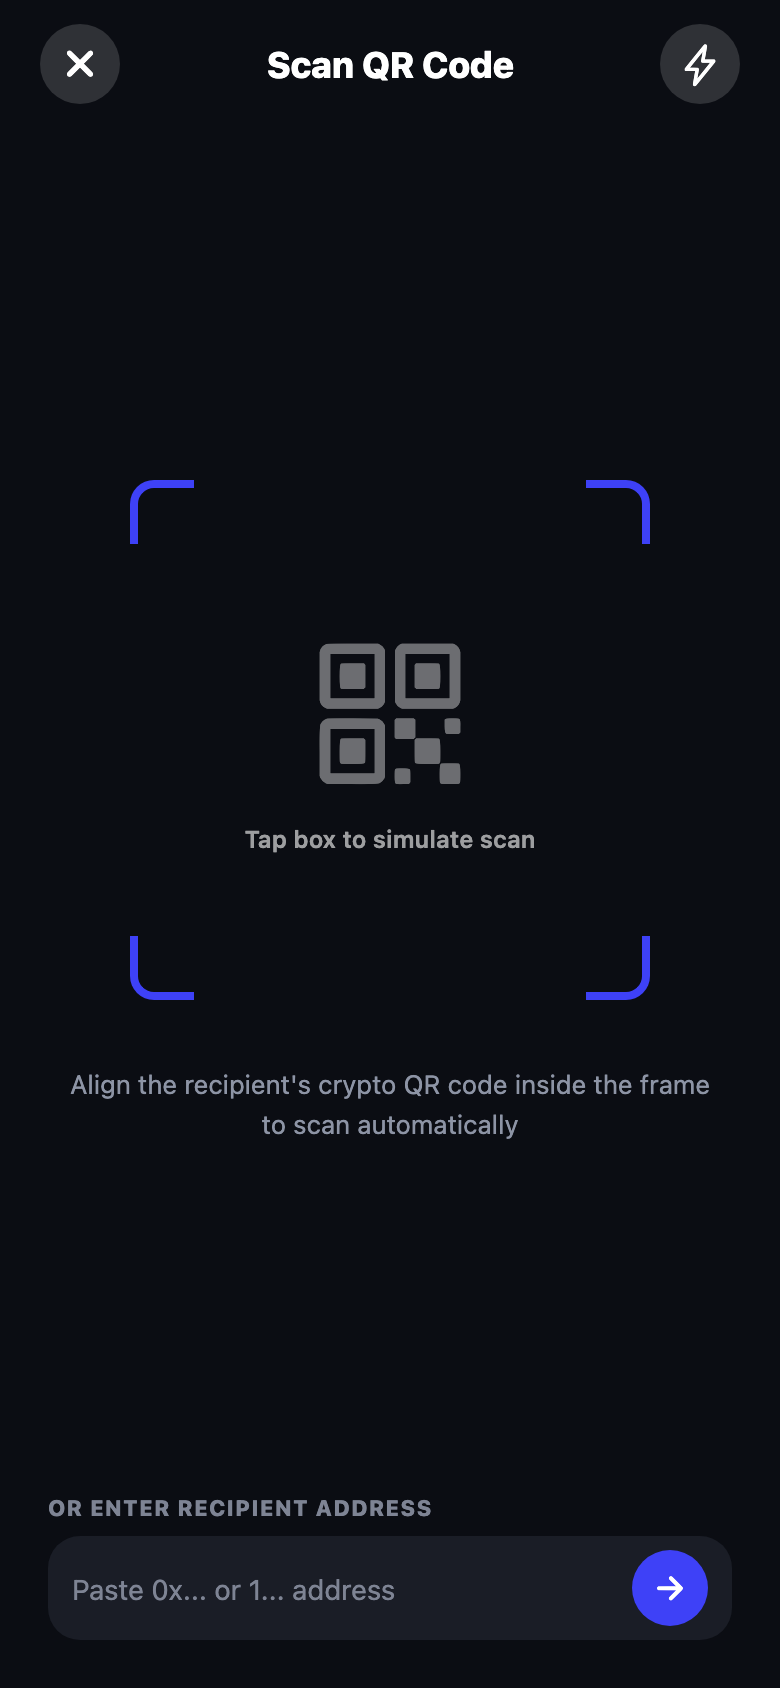 Scan QR Code
Tap box to simulate scan
Align the recipient's crypto QR code inside the frame
to scan automatically
OR ENTER RECIPIENT ADDRESS
Paste 0x... or 1... address